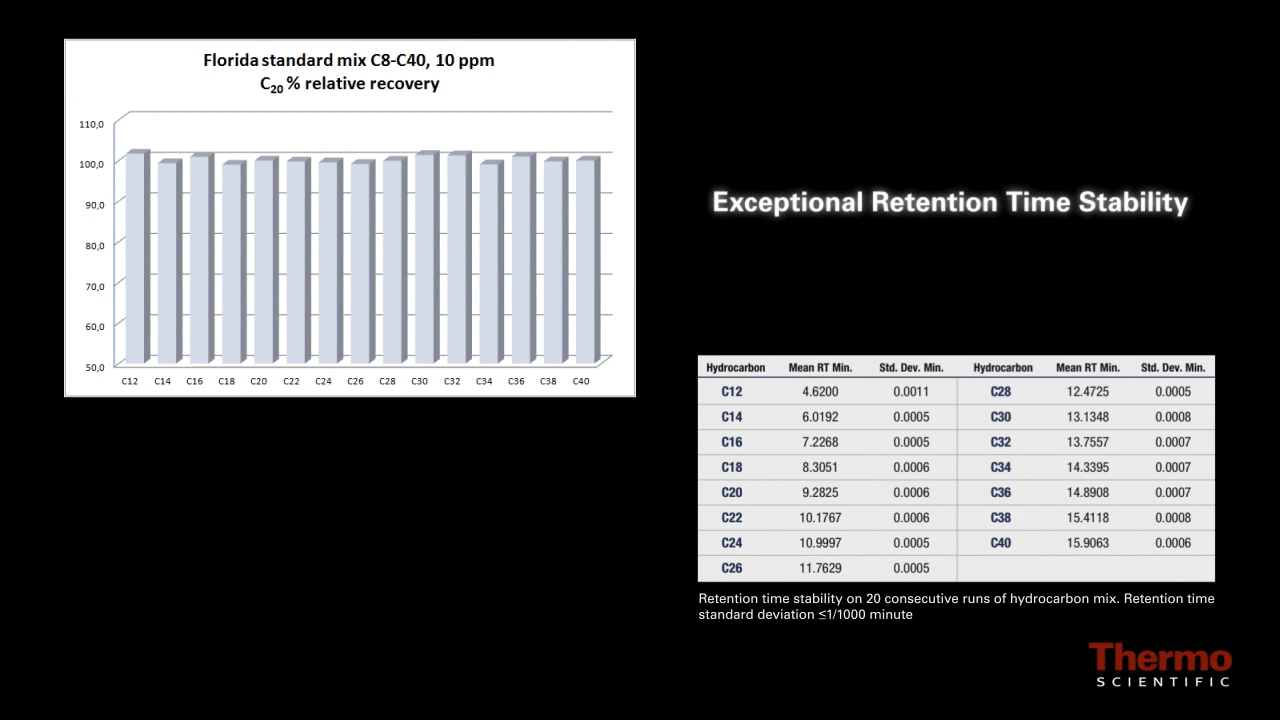 Florida standard mix C8-C40, 10 ppm
C20 % relative recovery
110,0
100,0
90,0
80,0
70,0
60,0
50,0
C12 C14 C16 C18 C20 C22 C24 C26 C28 C30 C32 C34 C36 C38 C40
Exceptional Retention Time Stability
Hydrocarbon Mean RT Min. Std. Dev. Min. Hydrocarbon Mean RT Min. Std. Dev. Min.
C12 4.6200 0.0011 C28 12.4725 0.0005
C14 6.0192 0.0005 C30 13.1348 0.0008
C16 7.2268 0.0005 C32 13.7557 0.0007
C18 8.3051 0.0006 C34 14.3395 0.0007
C20 9.2825 0.0006 C36 14.8908 0.0007
C22 10.1767 0.0006 C38 15.4118 0.0008
C24 10.9997 0.0005 C40 15.9063 0.0006
C26 11.7629 0.0005
Retention time stability on 20 consecutive runs of hydrocarbon mix. Retention time
standard deviation ≤1/1000 minute
Thermo
SCIENTIFIC